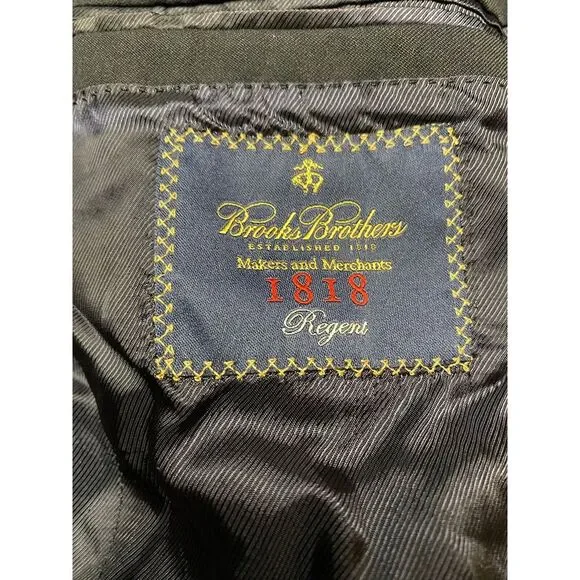 Brooks Brothers
ESTABLISHED 1818
Makers and Merchants
1818
Regent